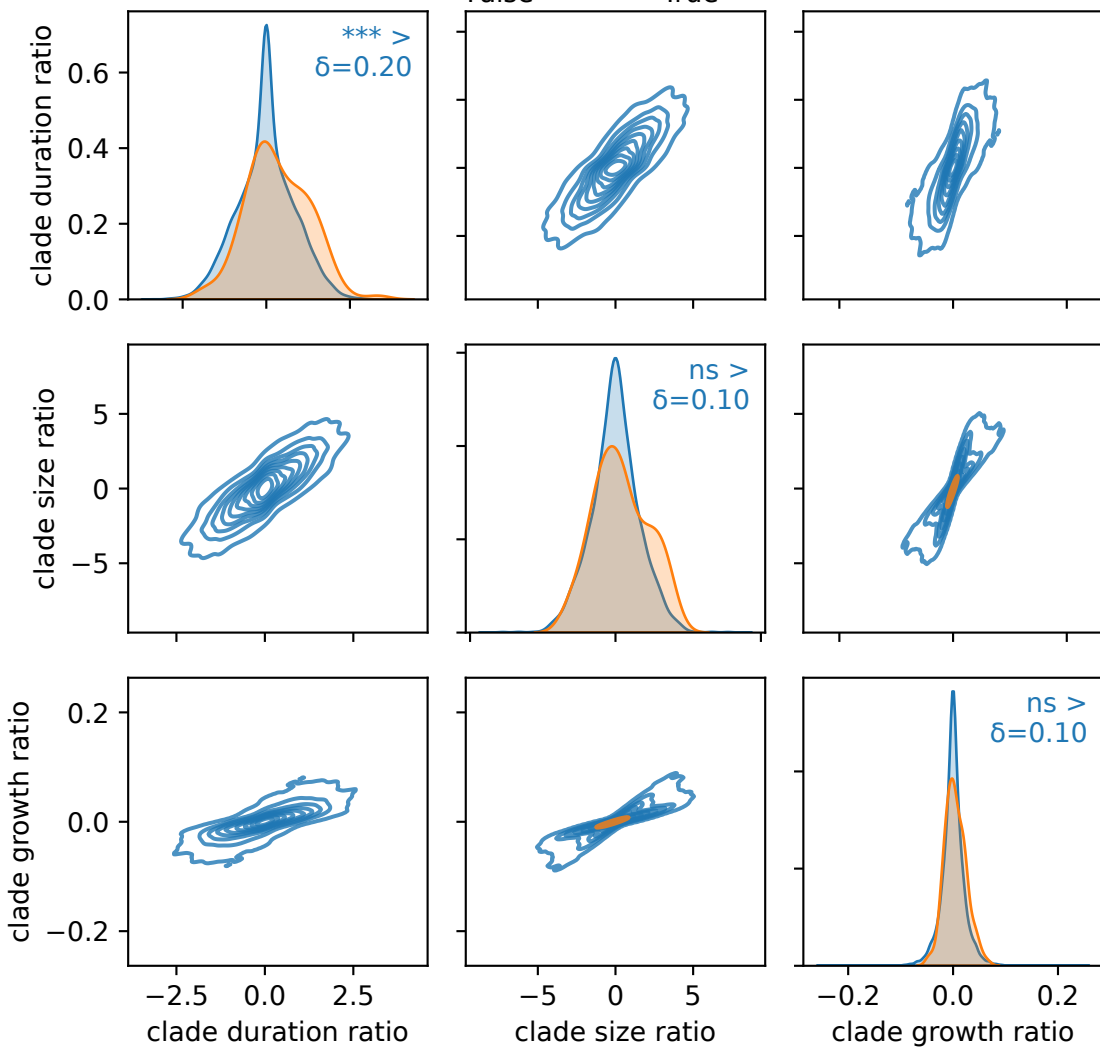 True
clade duration ratio
0.6
0.4
0.2
0.0
*** >
δ=0.20
clade size ratio
5
0
−5
ns >
δ=0.10
clade growth ratio
0.2
0.0
−0.2
ns >
δ=0.10
−2.5 0.0 2.5
clade duration ratio
−5 0 5
clade size ratio
−0.2 0.0 0.2
clade growth ratio